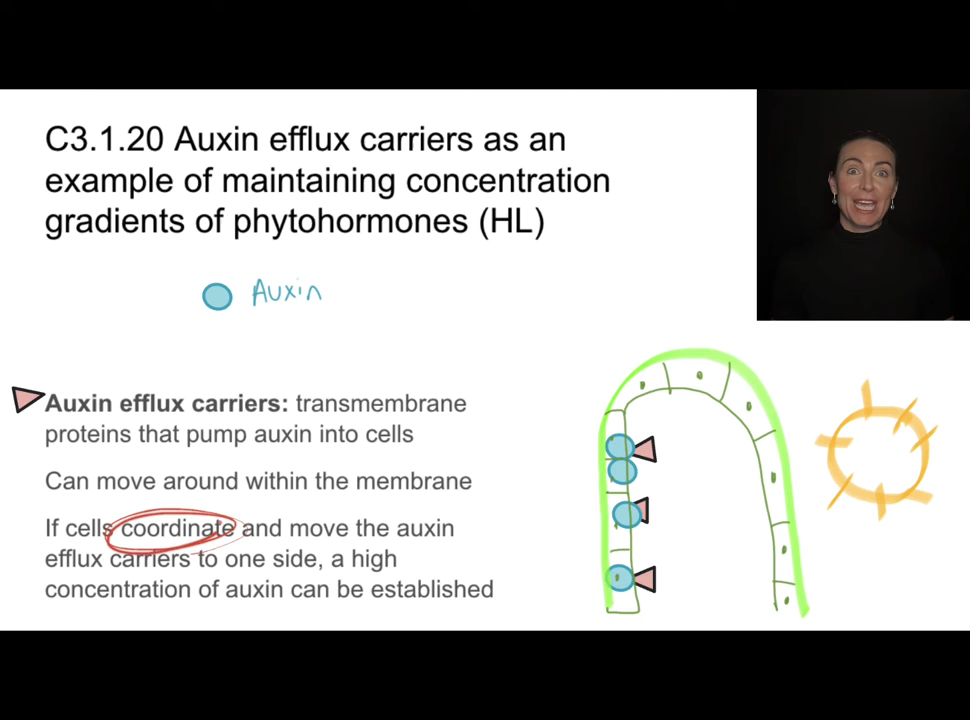 C3.1.20 Auxin efflux carriers as an
example of maintaining concentration
gradients of phytohormones (HL)
Auxin
Auxin efflux carriers: transmembrane
proteins that pump auxin into cells
Can move around within the membrane
If cells coordinate and move the auxin
efflux carriers to one side, a high
concentration of auxin can be established